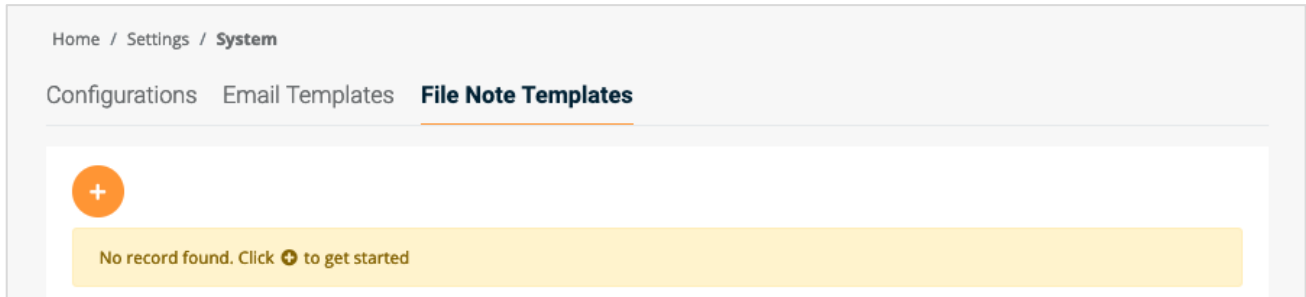 Home / Settings / System
Configurations Email Templates File Note Templates
+
No record found. Click + to get started